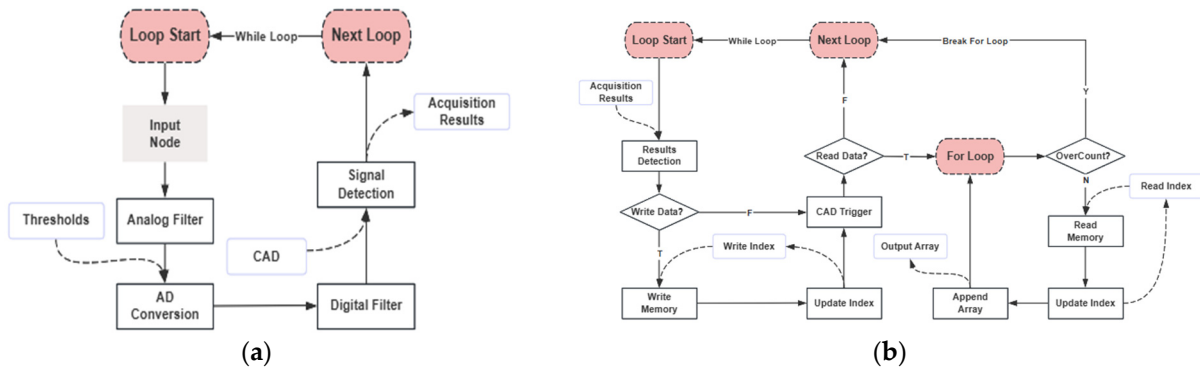 Loop Start
While Loop
Next Loop
Input
Node
Acquisition
Results
Signal
Detection
Thresholds
Analog Filter
CAD
AD
Conversion
Digital Filter
(a)
Loop Start
While Loop
Next Loop
Break For Loop
Acquisition
Results
F
Y
Results
Detection
Read Data?
T
For Loop
OverCount?
N
Read Index
Write Data?
F
CAD Trigger
Read
Memory
T
Write Index
Output Array
Write
Memory
Update Index
Append
Array
Update Index
(b)